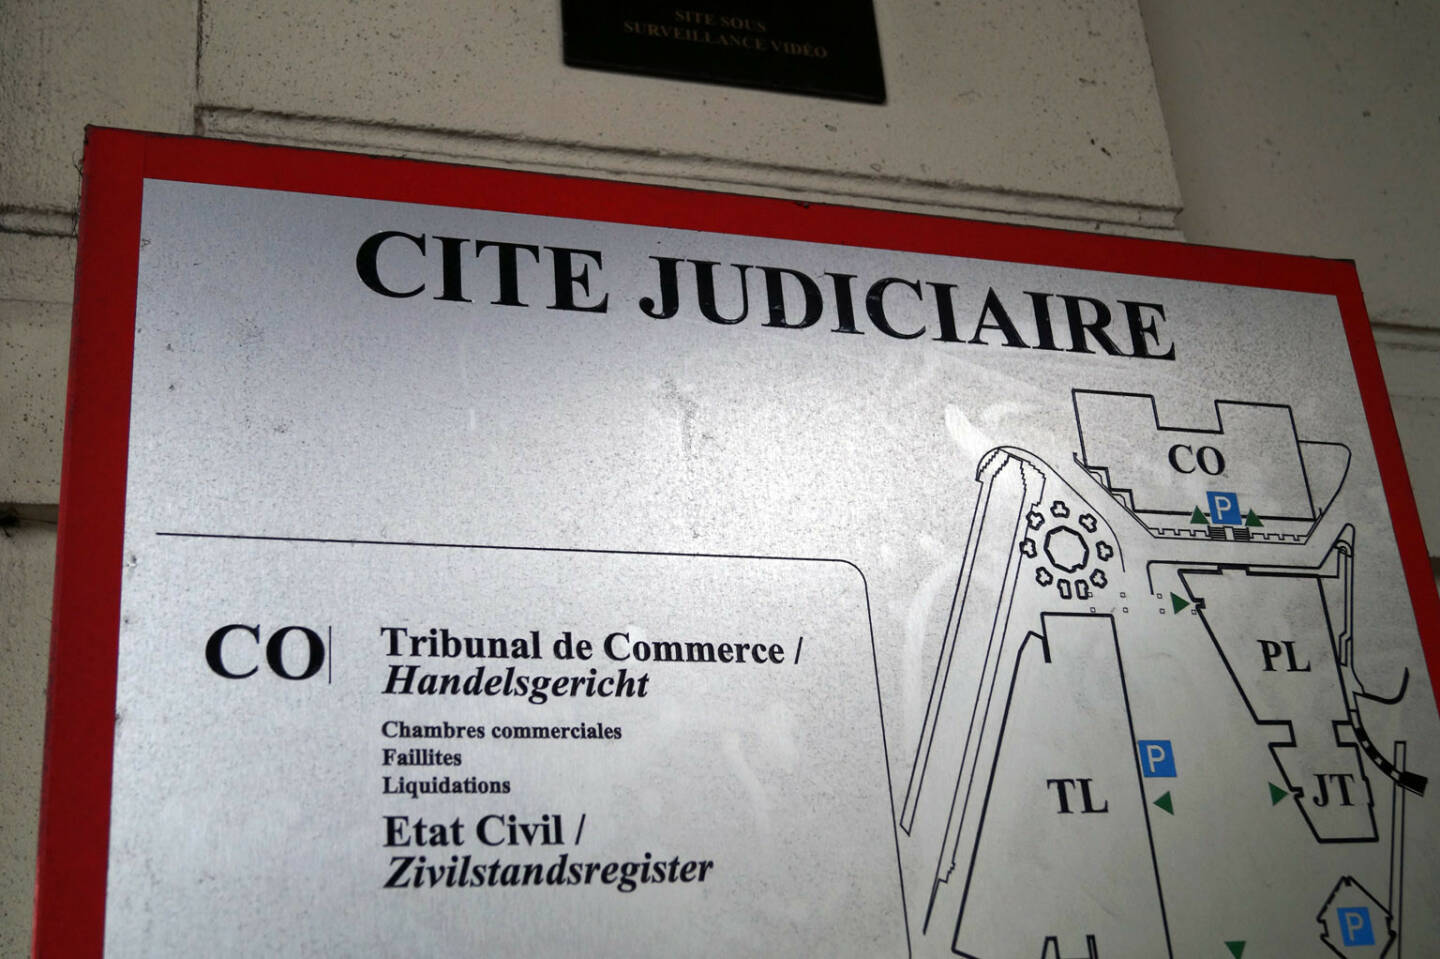 SITE SOUS
SURVEILLANCE VIDÉO
CITE JUDICIAIRE
CO
P
PL
TL
P
JT
P
CO
Tribunal de Commerce /
Handelsgericht
Chambres commerciales
Faillites
Liquidations
Etat Civil /
Zivilstandsregister